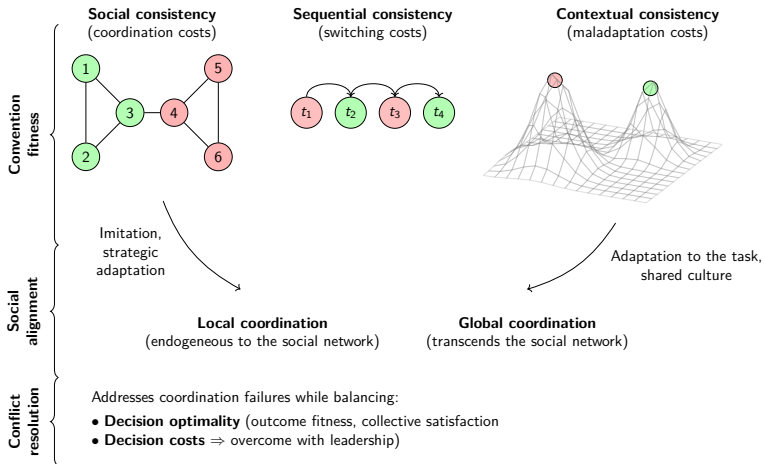 Social consistency
(coordination costs)
Sequential consistency
(switching costs)
Contextual consistency
(maladaptation costs)
Convention
fitness
1
2
3
4
5
6
t1
t2
t3
t4
Imitation,
strategic
adaptation
Adaptation to the task,
shared culture
Social
alignment
Local coordination
(endogeneous to the social network)
Global coordination
(transcends the social network)
Conflict
resolution
Addresses coordination failures while balancing:
• Decision optimality (outcome fitness, collective satisfaction
• Decision costs ⇒ overcome with leadership)